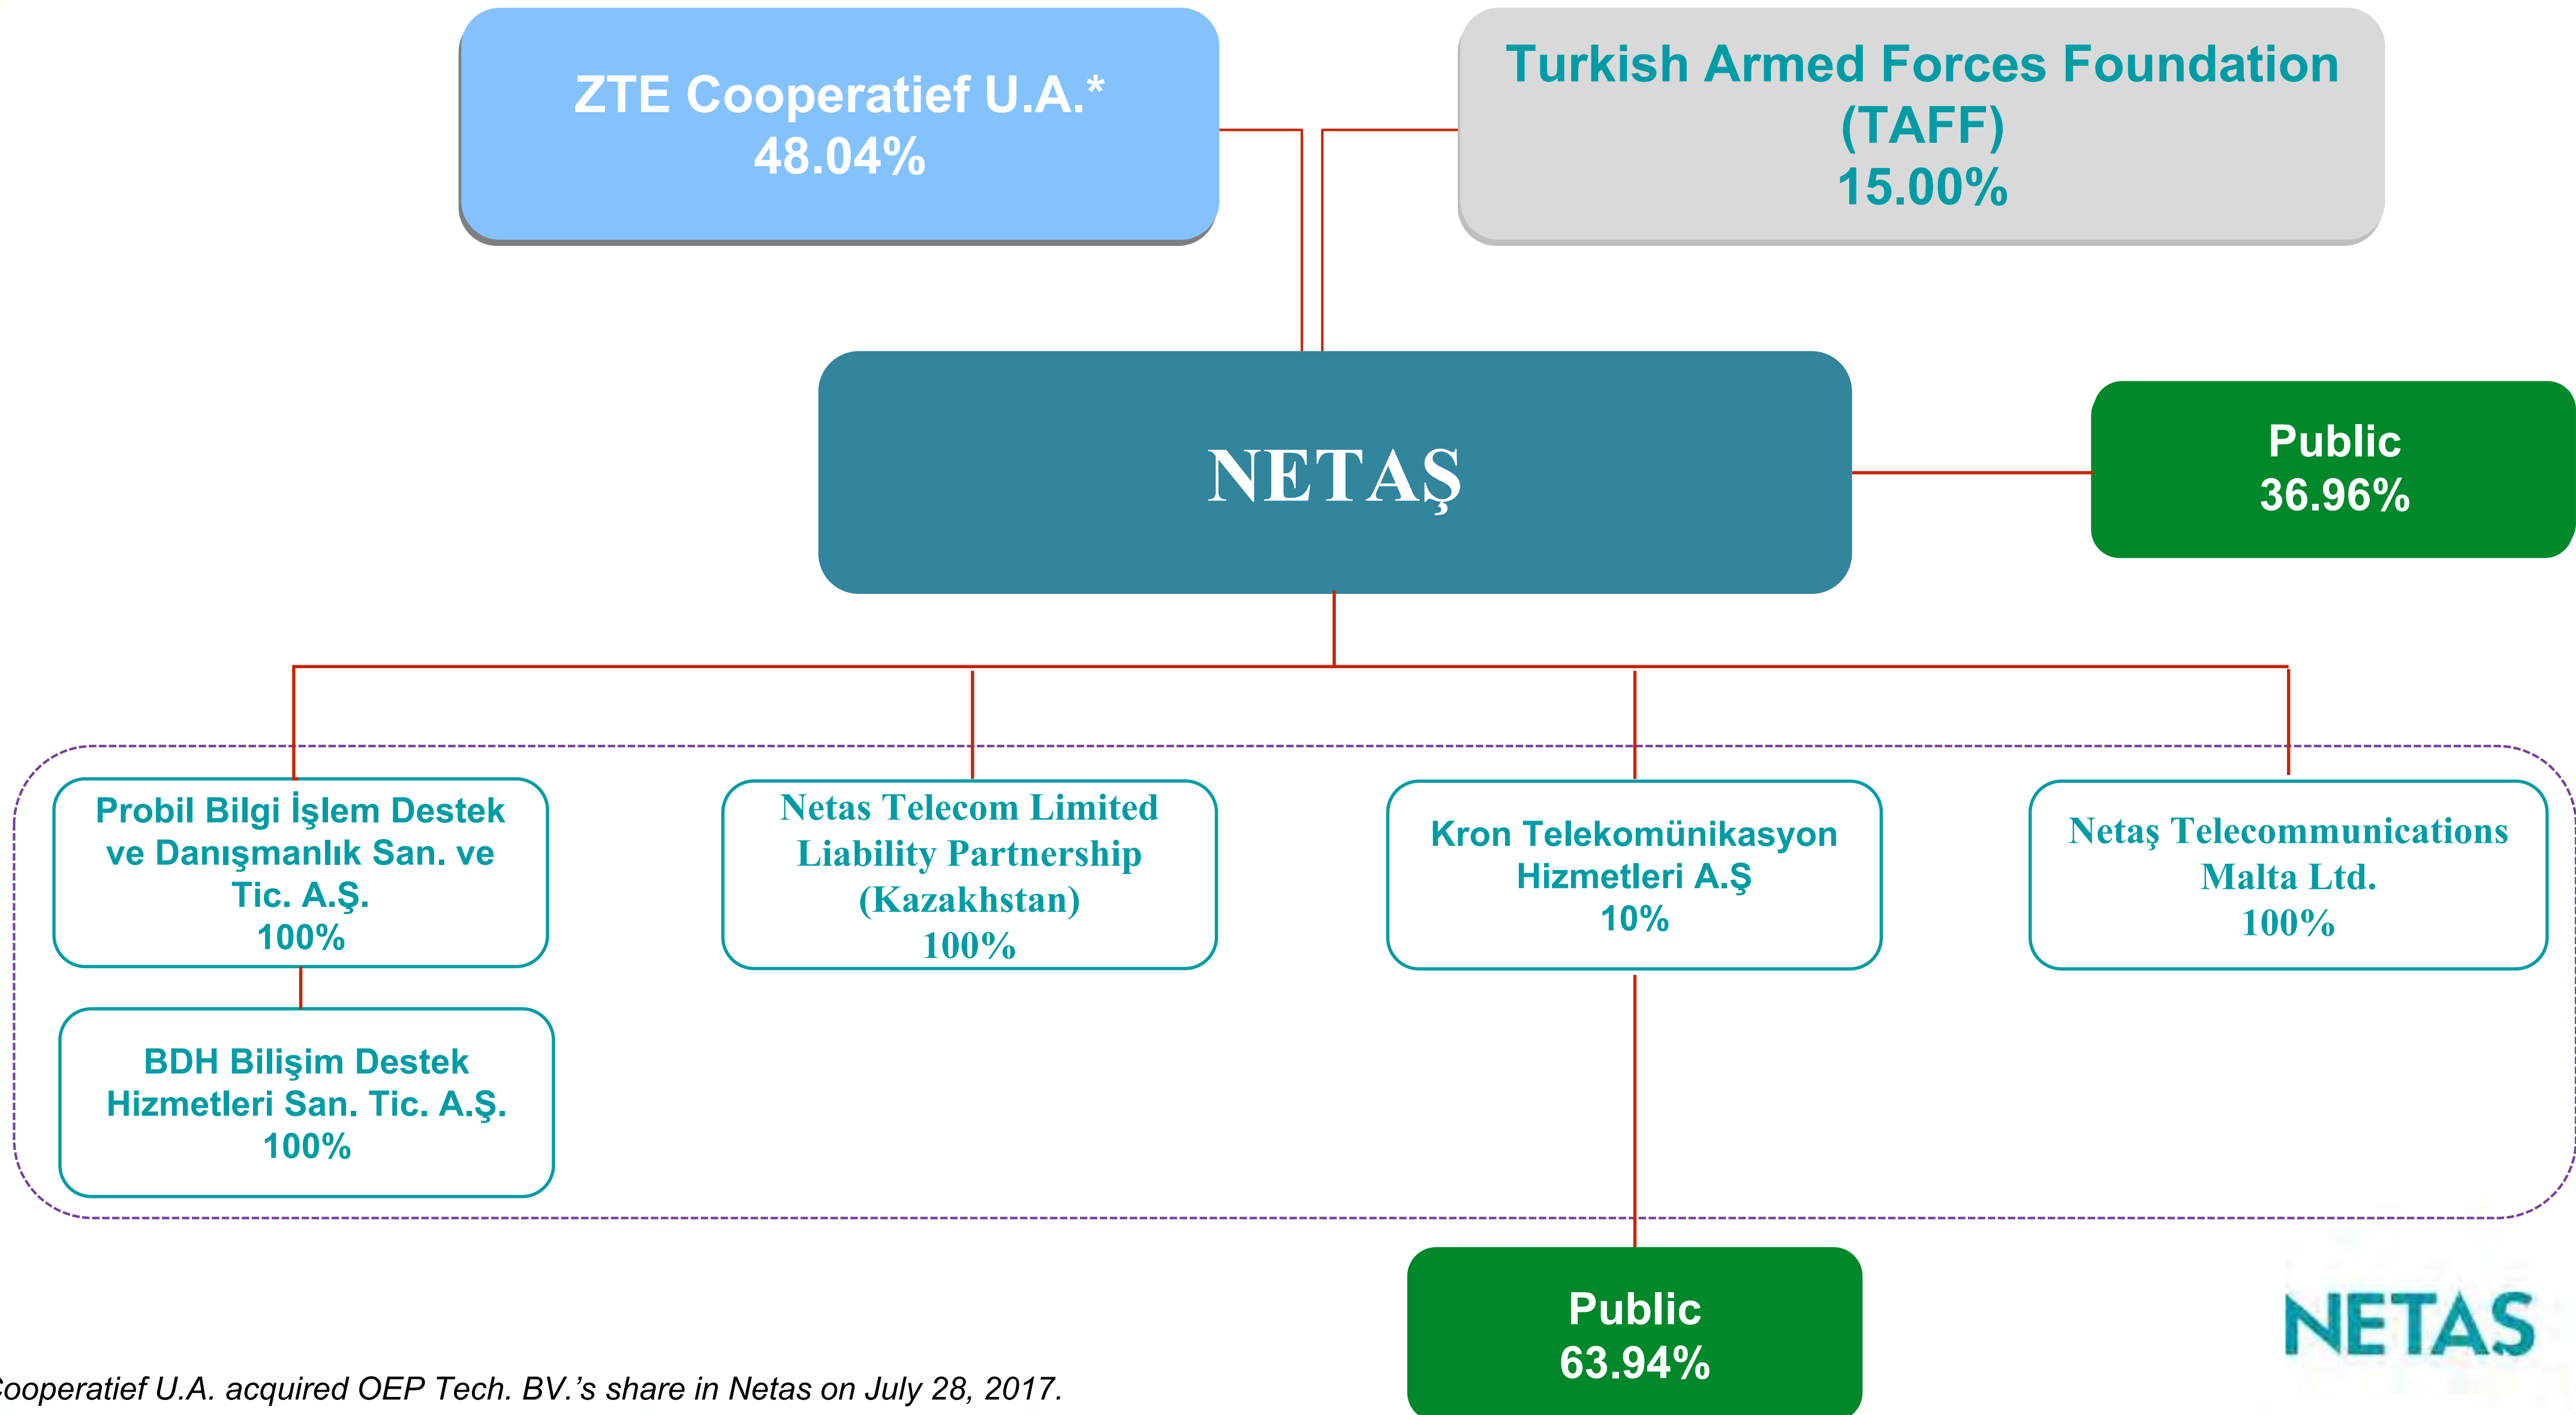 ZTE Cooperatief U.A.*
48.04%
Turkish Armed Forces Foundation
(TAFF)
15.00%
NETAŞ
Public
36.96%
Probil Bilgi İşlem Destek
ve Danışmanlık San. ve
Tic. A.Ş.
100%
Netas Telecom Limited
Liability Partnership
(Kazakhstan)
100%
Kron Telekomünikasyon
Hizmetleri A.Ş
10%
Netaş Telecommunications
Malta Ltd.
100%
BDH Bilişim Destek
Hizmetleri San. Tic. A.Ş.
100%
Public
63.94%
NETAS
Cooperatief U.A. acquired OEP Tech. BV.’s share in Netas on July 28, 2017.